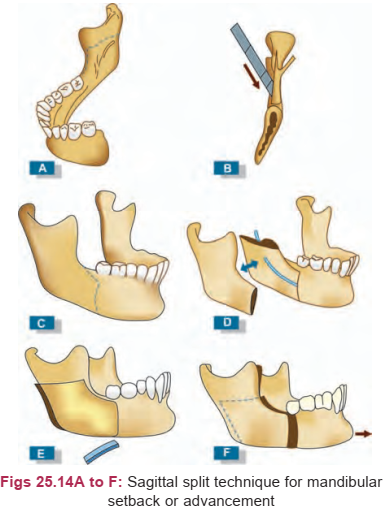 A
B
C
D
E
F
Figs 25.14A to F: Sagittal split technique for mandibular
setback or advancement